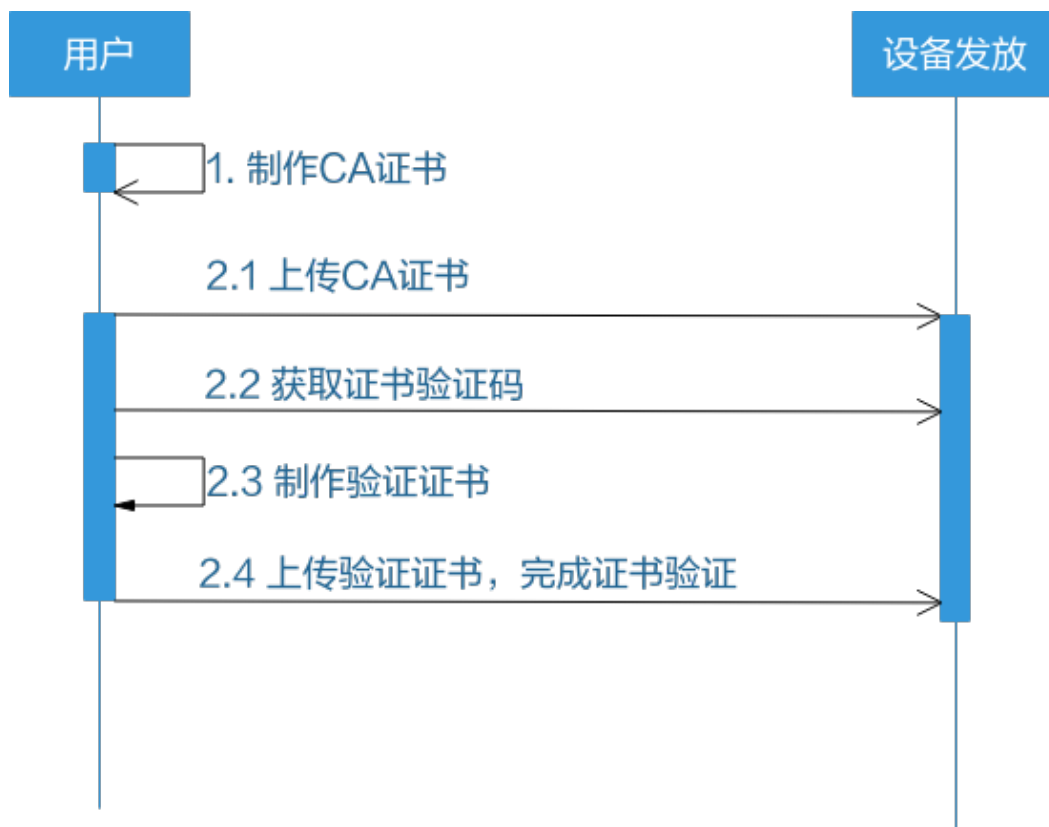 用户
设备发放
1. 制作CA证书
2.1 上传CA证书
2.2 获取证书验证码
2.3 制作验证证书
2.4 上传验证证书，完成证书验证